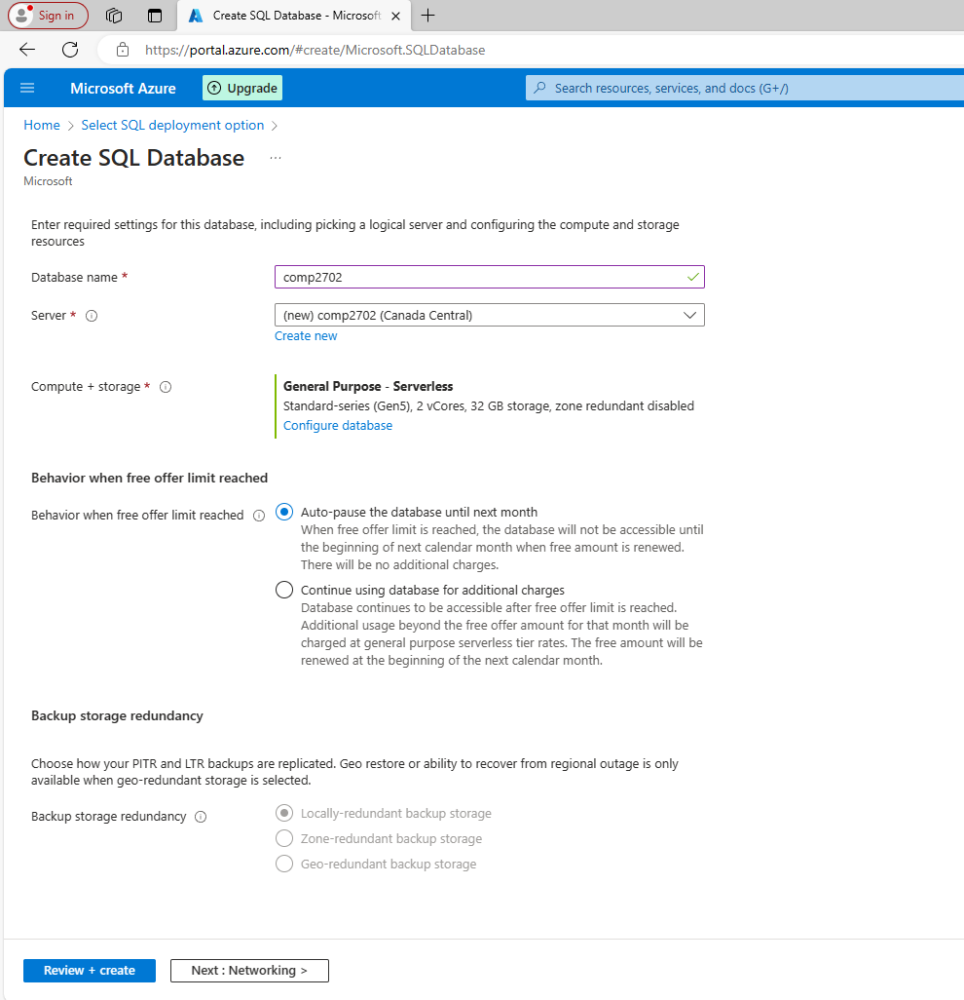 Sign in
Create SQL Database - Microsoft
https://portal.azure.com/#create/Microsoft.SQLDatabase
Microsoft Azure
Upgrade
Search resources, services, and docs (G+/)
Home > Select SQL deployment option >
Create SQL Database ...
Microsoft
Enter required settings for this database, including picking a logical server and configuring the compute and storage
resources
Database name *
comp2702
Server *
(new) comp2702 (Canada Central)
Create new
Compute + storage *
General Purpose - Serverless
Standard-series (Gen5), 2 vCores, 32 GB storage, zone redundant disabled
Configure database
Behavior when free offer limit reached
Behavior when free offer limit reached
Auto-pause the database until next month
When free offer limit is reached, the database will not be accessible until
the beginning of next calendar month when free amount is renewed.
There will be no additional charges.
Continue using database for additional charges
Database continues to be accessible after free offer limit is reached.
Additional usage beyond the free offer amount for that month will be
charged at general purpose serverless tier rates. The free amount will be
renewed at the beginning of the next calendar month.
Backup storage redundancy
Choose how your PITR and LTR backups are replicated. Geo restore or ability to recover from regional outage is only
available when geo-redundant storage is selected.
Backup storage redundancy
Locally-redundant backup storage
Zone-redundant backup storage
Geo-redundant backup storage
Review + create
Next : Networking >